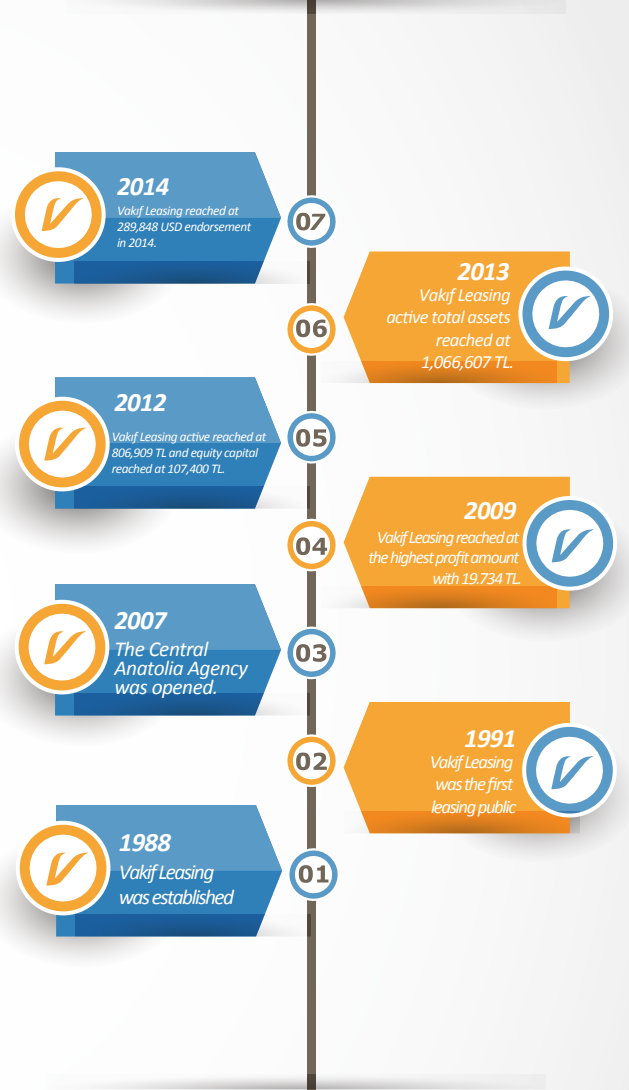 2014
Vakıf Leasing reached at
289,848 USD endorsement
in 2014.
07
2013
Vakıf Leasing
active total assets
reached at
1,066,607 TL.
06
2012
Vakıf Leasing active reached at
806,909 TL and equity capital
reached at 107,400 TL.
05
2009
Vakif Leasing reached at
the highest profit amount
with 19.734 TL.
04
2007
The Central
Anatolia Agency
was opened.
03
1991
Vakif Leasing
was the first
leasing public
02
1988
Vakif Leasing
was established
01